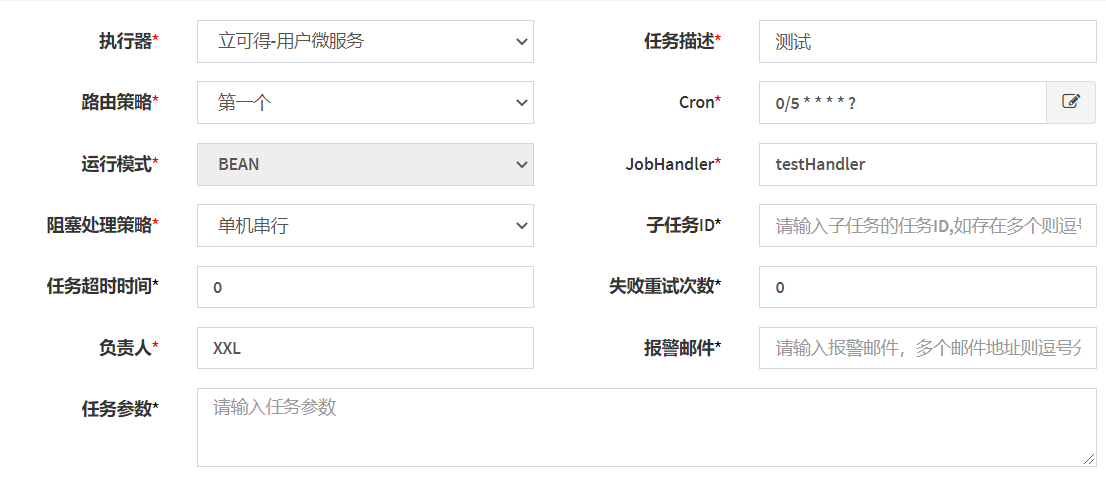 执行器* 立可得-用户微服务 任务描述* 测试
路由策略* 第一个 Cron* 0/5 * * * * ?
运行模式* BEAN JobHandler* testHandler
阻塞处理策略* 单机串行 子任务ID* 请输入子任务的任务ID,如存在多个则逗
任务超时时间* 0 失败重试次数* 0
负责人* XXL 报警邮件* 请输入报警邮件，多个邮件地址则逗号
任务参数* 请输入任务参数